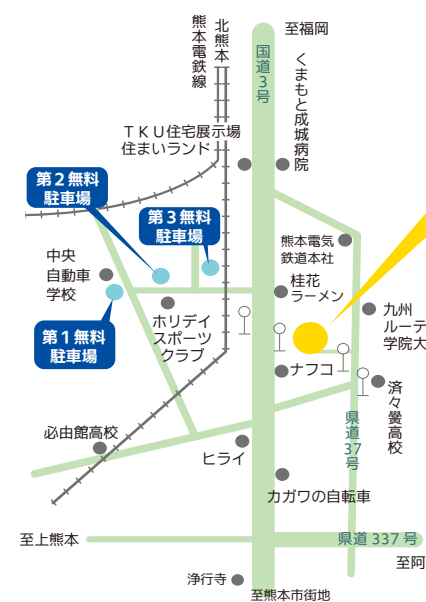 至福岡
熊本電鉄線
北熊本
国道3号
くまもと成城病院
TKU住宅展示場
住まいランド
第2無料
駐車場
第3無料
駐車場
熊本電気
鉄道本社
中央
自動車
学校
桂花
ラーメン
九州
ルーテル
学院大
ホリデイ
スポーツ
クラブ
第1無料
駐車場
ナフコ
済々黌高校
県道37号
必由館高校
ヒライ
カガワの自転車
至上熊本
県道337号
至阿
浄行寺
至熊本市街地